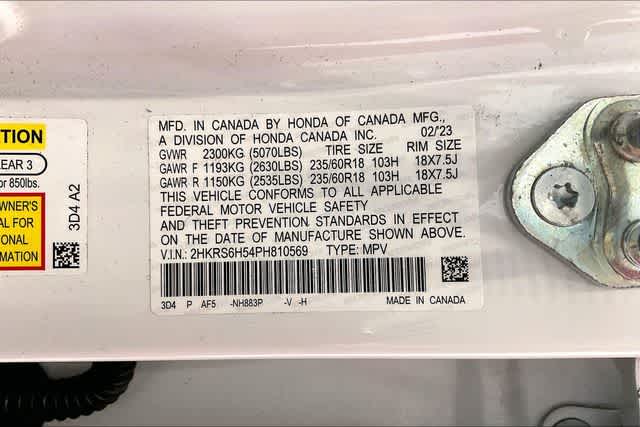 TION
LEAR 3
or 850lbs.
WNER'S
AL FOR
ONAL
MATION
3D4 A2
MFD. IN CANADA BY HONDA OF CANADA MFG.,
A DIVISION OF HONDA CANADA INC. 02/'23
GVWR 2300KG (5070LBS) TIRE SIZE RIM SIZE
GAWR F 1193KG (2630LBS) 235/60R18 103H 18X7.5J
GAWR R 1150KG (2535LBS) 235/60R18 103H 18X7.5J
THIS VEHICLE CONFORMS TO ALL APPLICABLE
FEDERAL MOTOR VEHICLE SAFETY
AND THEFT PREVENTION STANDARDS IN EFFECT
ON THE DATE OF MANUFACTURE SHOWN ABOVE.
V.I.N.: 2HKRS6H54PH810569 TYPE: MPV
3D4 P AF5 -NH883P -V -H MADE IN CANADA